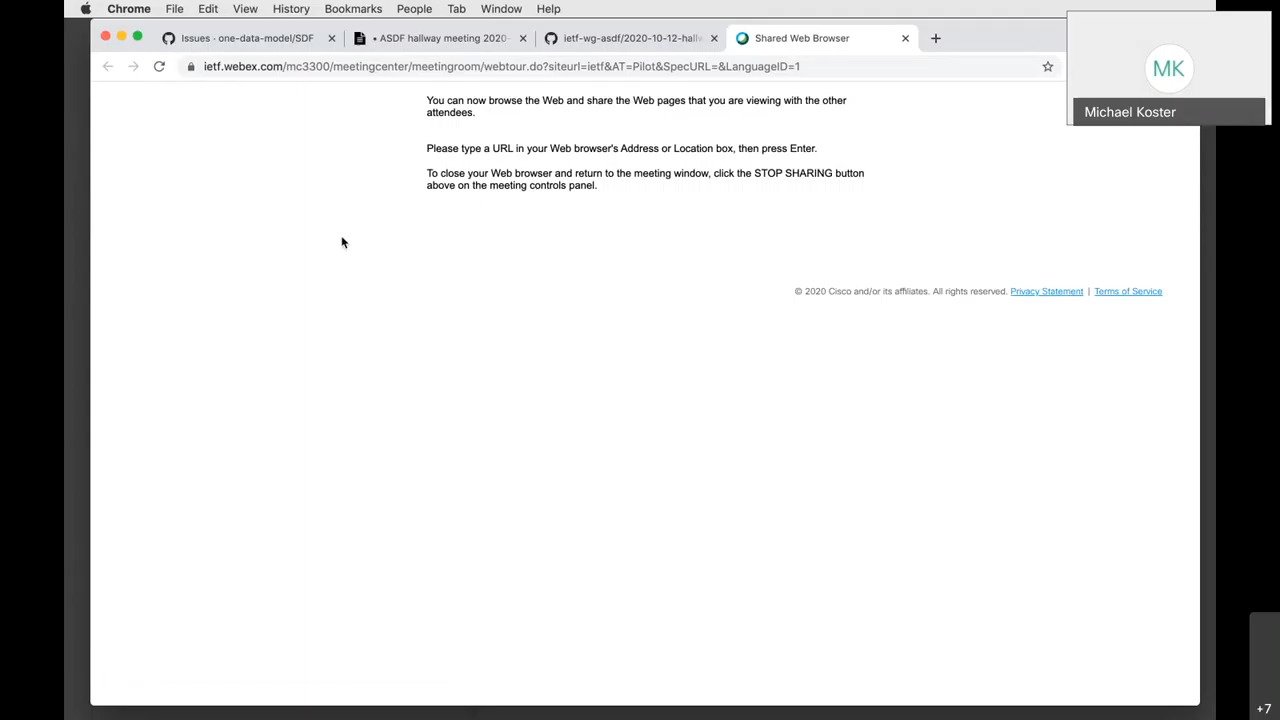 Chrome File Edit View History Bookmarks People Tab Window Help
Issues · one-data-model/SDF
• ASDF hallway meeting 2020-
ietf-wg-asdf/2020-10-12-hallw
Shared Web Browser
ietf.webex.com/mc3300/meetingcenter/meetingroom/webtour.do?siteurl=ietf&AT=Pilot&SpecURL=&LanguageID=1
MK
Michael Koster
You can now browse the Web and share the Web pages that you are viewing with the other
attendees.
Please type a URL in your Web browser's Address or Location box, then press Enter.
To close your Web browser and return to the meeting window, click the STOP SHARING button
above on the meeting controls panel.
© 2020 Cisco and/or its affiliates. All rights reserved. Privacy Statement | Terms of Service
+7